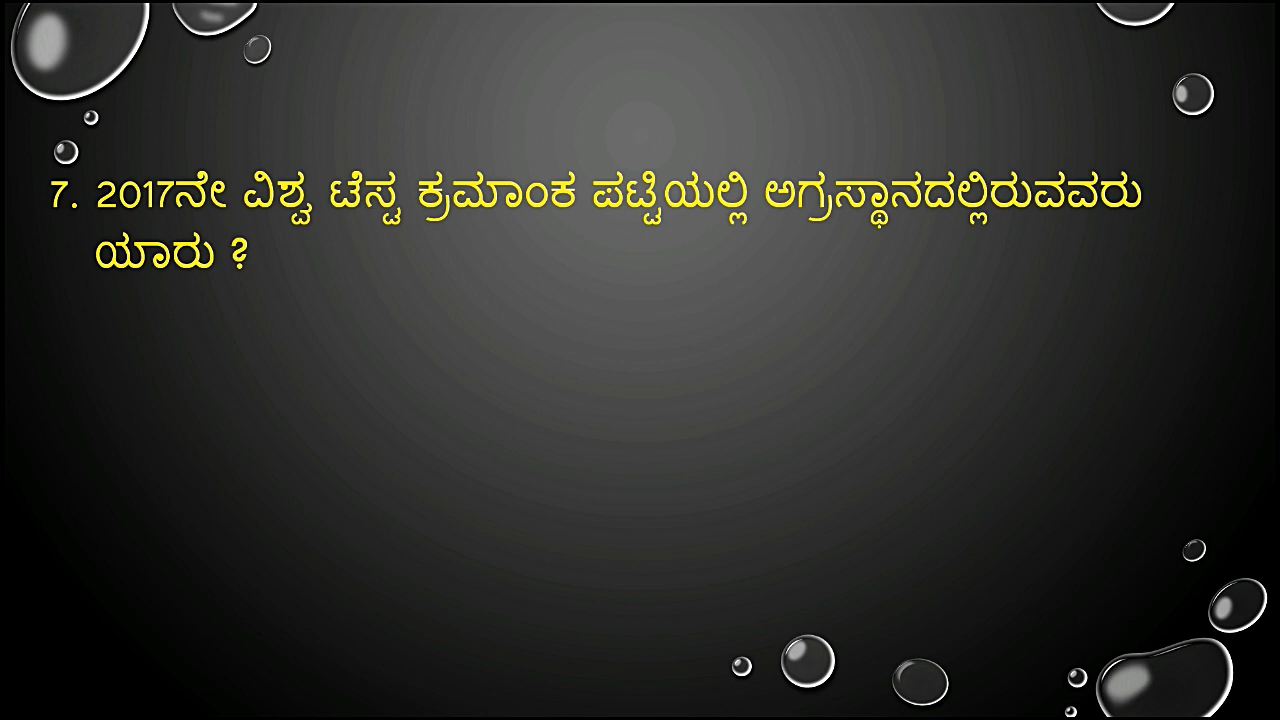 7. 2017ನೇ ವಿಶ್ವ ಟೆಸ್ಟ ಕ್ರಮಾಂಕ ಪಟ್ಟಿಯಲ್ಲಿ ಅಗ್ರಸ್ಥಾನದಲ್ಲಿರುವವರು
ಯಾರು ?